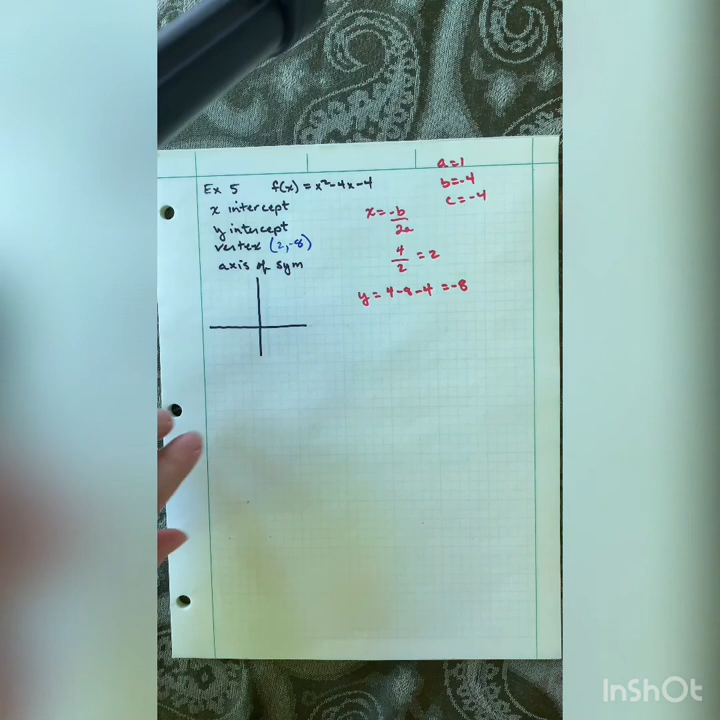 Ex 5 f(x) = x²-4x-4
x intercept
y intercept
vertex (2,-8)
axis of sym
a=1
b=-4
c=-4
x = -b/2a
4/2 = 2
y = 4-8-4 = -8
InShOt